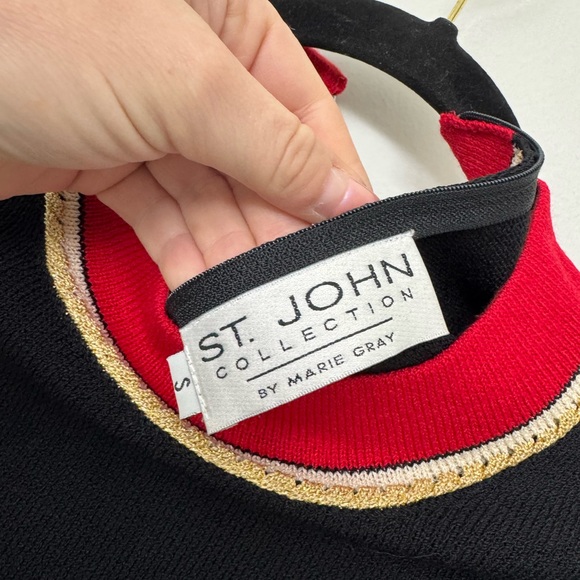 ST. JOHN
COLLECTION
BY MARIE GRAY
S